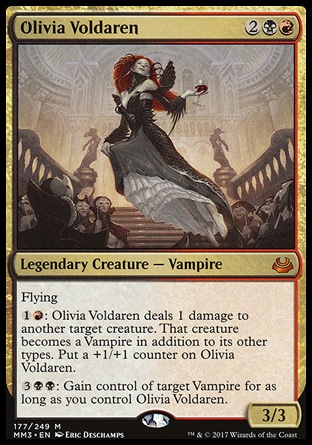 Olivia Voldaren 2
Legendary Creature — Vampire
Flying
1: Olivia Voldaren deals 1 damage to
another target creature. That creature
becomes a Vampire in addition to its other
types. Put a +1/+1 counter on Olivia
Voldaren.
3: Gain control of target Vampire for as
long as you control Olivia Voldaren.
3/3
177/249 M
MM3 • EN Eric Deschamps
™ & © 2017 Wizards of the Coast